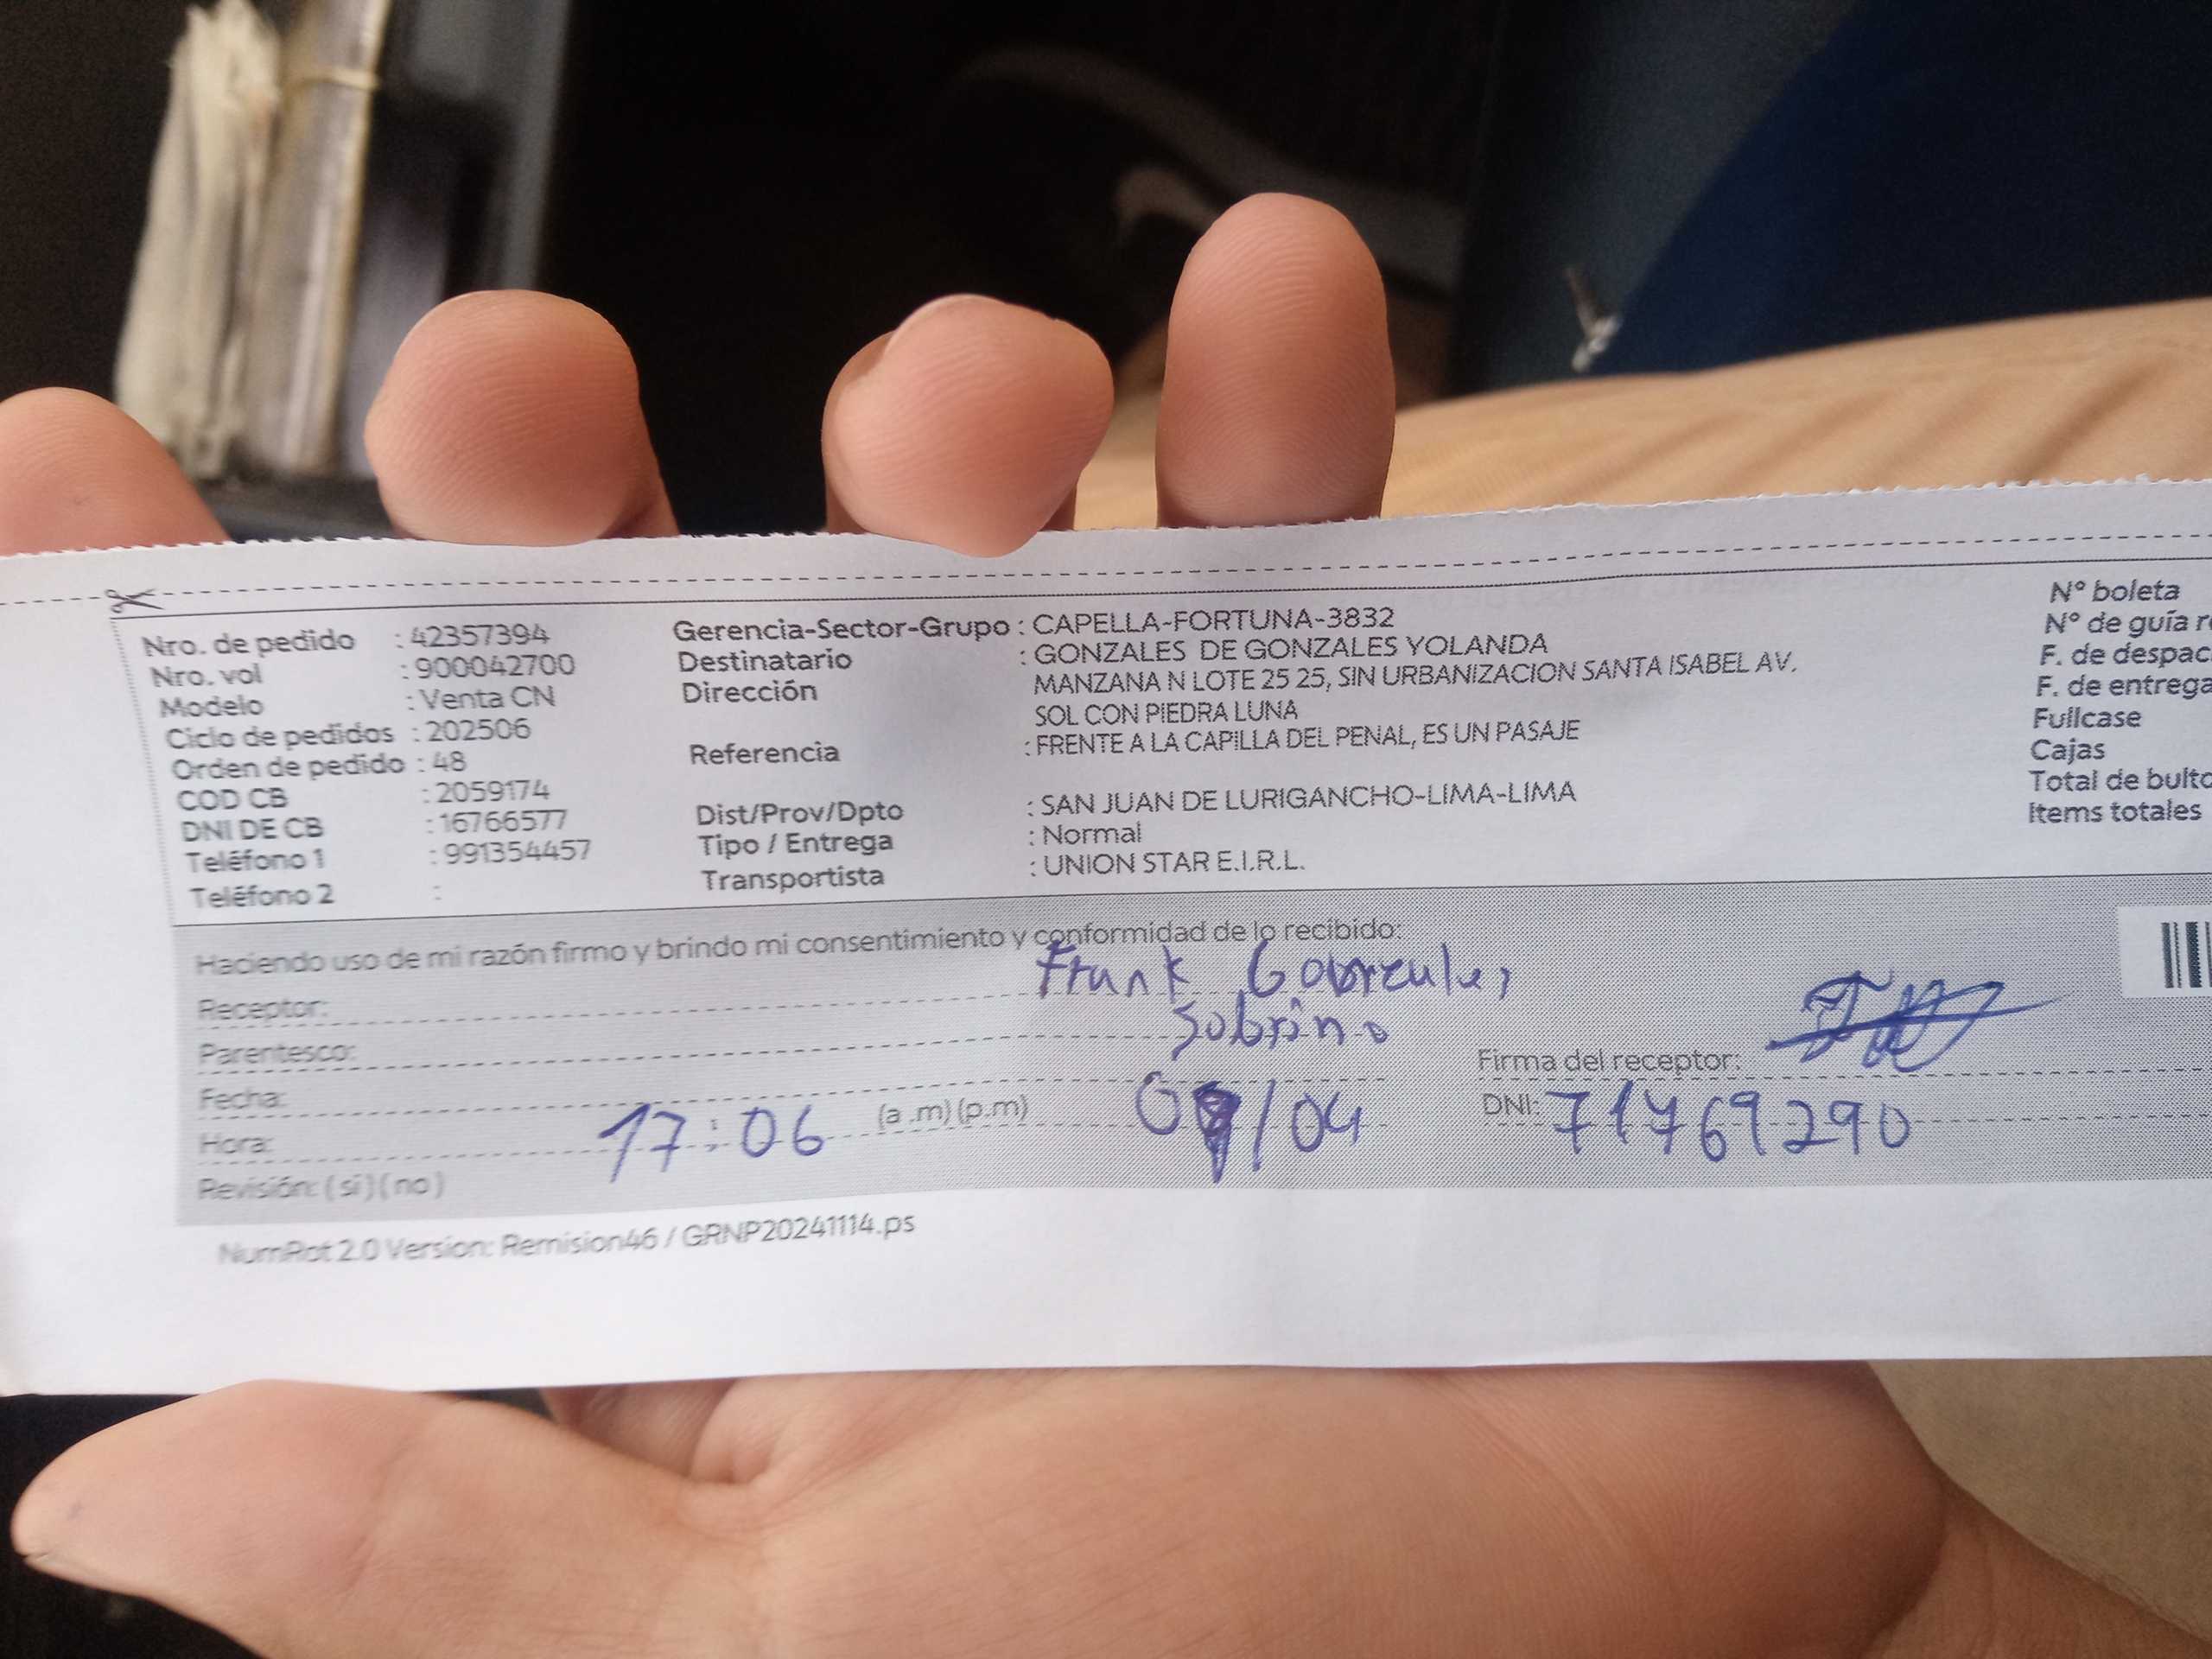 Nro. de pedido : 42357394
Nro. vol : 900042700
Modelo : Venta CN
Ciclo de pedidos : 202506
Orden de pedido : 48
COD CB : 2059174
DNI DE CB : 16766577
Teléfono 1 : 991354457
Teléfono 2 :
Gerencia-Sector-Grupo : CAPELLA-FORTUNA-3832
Destinatario : GONZALES DE GONZALES YOLANDA
Dirección MANZANA N LOTE 25 25, SIN URBANIZACION SANTA ISABEL AV.
SOL CON PIEDRA LUNA
Referencia : FRENTE A LA CAPILLA DEL PENAL, ES UN PASAJE
Dist/Prov/Dpto : SAN JUAN DE LURIGANCHO-LIMA-LIMA
Tipo / Entrega : Normal
Transportista : UNION STAR E.I.R.L.
N° boleta
N° de guía r
F. de despac
F. de entrega
Fullcase
Cajas
Total de bulto
Items totales
Haciendo uso de mi razón firmo y brindo mi consentimiento y conformidad de lo recibido:
Receptor: Frank
Parentesco: Sobrino
Firma del receptor:
Fecha: /04
DNI: 71769290
Hora: 17:06 (a.m) (p.m)
Revisión: (si) (no)
NumRot 2.0 Version: Remision46 / GRNP20241114.ps